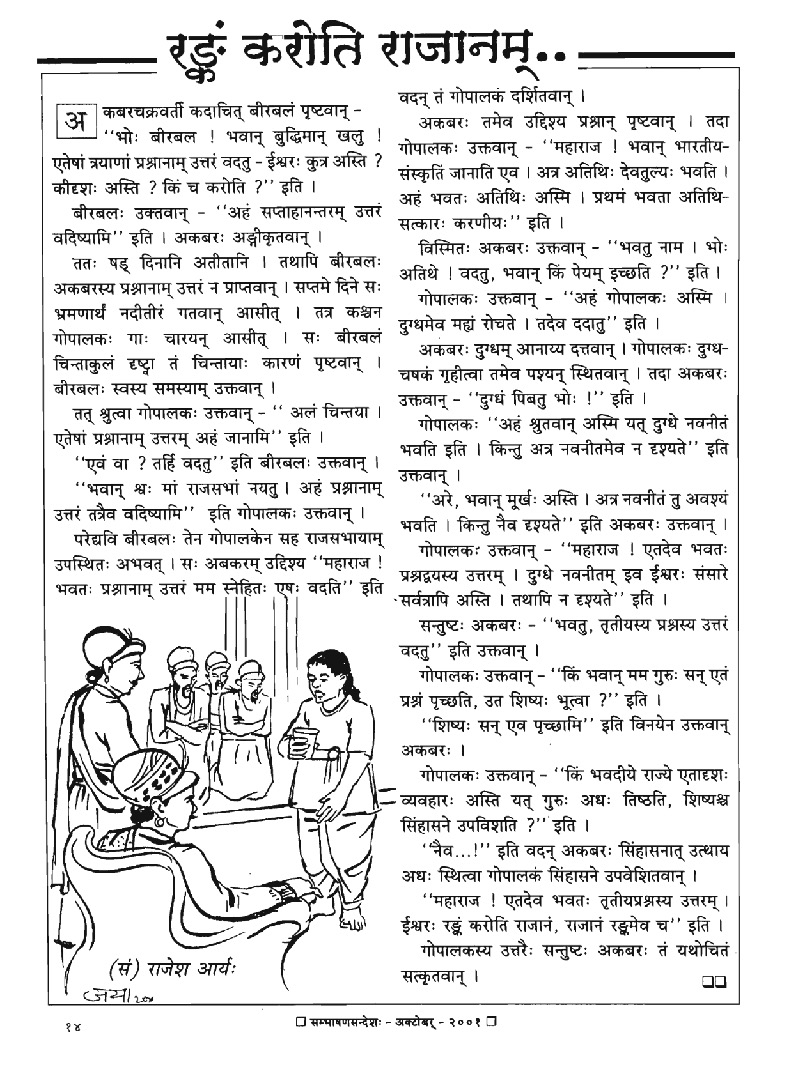 रङ्कं करोति राजानम्..
अकबरचक्रवर्ती कदाचित् बीरबलं पृष्टवान् –
‘‘भोः बीरबल ! भवान् बुद्धिमान् खलु !
एतेषां त्रयाणां प्रश्नानाम् उत्तरं वदतु – ईश्वरः कुत्र अस्ति ?
कीदृशः अस्ति ? किं च करोति ?’’ इति ।
बीरबलः उक्तवान् – ‘‘अहं सप्ताहानन्तरम् उत्तरं
वदिष्यामि’’ इति । अकबरः अङ्गीकृतवान् ।
ततः षड् दिनानि अतीतानि । तथापि बीरबलः
अकबरस्य प्रश्नानाम् उत्तरं न प्राप्तवान् । सप्तमे दिने सः
भ्रमणार्थं नदीतीरं गतवान् आसीत् । तत्र कश्चन
गोपालकः गाः चारयन् आसीत् । सः बीरबलं
चिन्ताकुलं दृष्ट्वा तं चिन्तायाः कारणं पृष्टवान् ।
बीरबलः स्वस्य समस्याम् उक्तवान् ।
तत् श्रुत्वा गोपालकः उक्तवान् – ‘‘ अलं चिन्तया ।
एतेषां प्रश्नानाम् उत्तरम् अहं जानामि’’ इति ।
‘‘एवं वा ? तर्हि वदतु’’ इति बीरबलः उक्तवान् ।
‘‘भवान् श्वः मां राजसभां नयतु । अहं प्रश्नानाम्
उत्तरं तत्रैव वदिष्यामि’’ इति गोपालकः उक्तवान् ।
परेद्यवि बीरबलः तेन गोपालकेन सह राजसभायाम्
उपस्थितः अभवत् । सः अबकरम् उद्दिश्य ‘‘महाराज !
भवतः प्रश्नानाम् उत्तरं मम स्नेहितः एषः वदति’’ इति
वदन् तं गोपालकं दर्शितवान् ।
अकबरः तमेव उद्दिश्य प्रश्नान् पृष्टवान् । तदा
गोपालकः उक्तवान् – ‘‘महाराज ! भवान् भारतीय-
संस्कृतिं जानाति एव । अत्र अतिथिः देवतुल्यः भवति ।
अहं भवतः अतिथिः अस्मि । प्रथमं भवता अतिथि-
सत्कारः करणीयः’’ इति ।
विस्मितः अकबरः उक्तवान् – ‘‘भवतु नाम । भोः
अतिथे ! वदतु, भवान् किं पेयम् इच्छति ?’’ इति ।
गोपालकः उक्तवान् – ‘‘अहं गोपालकः अस्मि ।
दुग्धमेव मह्यं रोचते । तदेव ददातु’’ इति ।
अकबरः दुग्धम् आनाय्य दत्तवान् । गोपालकः दुग्ध-
चषकं गृहीत्वा तमेव पश्यन् स्थितवान् । तदा अकबरः
उक्तवान् – ‘‘दुग्धं पिबतु भोः !’’ इति ।
गोपालकः ‘‘अहं श्रुतवान् अस्मि यत् दुग्धे नवनीतं
भवति इति । किन्तु अत्र नवनीतमेव न दृश्यते’’ इति
उक्तवान् ।
‘‘अरे, भवान् मूर्खः अस्ति । अत्र नवनीतं तु अवश्यं
भवति । किन्तु नैव दृश्यते’’ इति अकबरः उक्तवान् ।
गोपालकः उक्तवान् – ‘‘महाराज ! एतदेव भवतः
प्रश्नद्वयस्य उत्तरम् । दुग्धे नवनीतम् इव ईश्वरः संसारे
सर्वत्रापि अस्ति । तथापि न दृश्यते’’ इति ।
सन्तुष्टः अकबरः – ‘‘भवतु, तृतीयस्य प्रश्नस्य उत्तरं
वदतु’’ इति उक्तवान् ।
गोपालकः उक्तवान् – ‘‘किं भवान् मम गुरुः सन् एतं
प्रश्नं पृच्छति, उत शिष्यः भूत्वा ?’’ इति ।
‘‘शिष्यः सन् एव पृच्छामि’’ इति विनयेन उक्तवान्
अकबरः ।
गोपालकः उक्तवान् – ‘‘किं भवदीये राज्ये एतादृशः
व्यवहारः अस्ति यत् गुरुः अधः तिष्ठति, शिष्यश्च
सिंहासने उपविशति ?’’ इति ।
‘‘नैव...!’’ इति वदन् अकबरः सिंहासनात् उत्थाय
अधः स्थित्वा गोपालकं सिंहासने उपवेशितवान् ।
‘‘महाराज ! एतदेव भवतः तृतीयप्रश्नस्य उत्तरम् ।
ईश्वरः रङ्कं करोति राजानं, राजानं रङ्कमेव च’’ इति ।
गोपालकस्य उत्तरैः सन्तुष्टः अकबरः तं यथोचितं
सत्कृतवान् ।
(सं) राजेश आर्यः
१४
सम्भाषणसन्देशः – अक्टोबर् – २००१